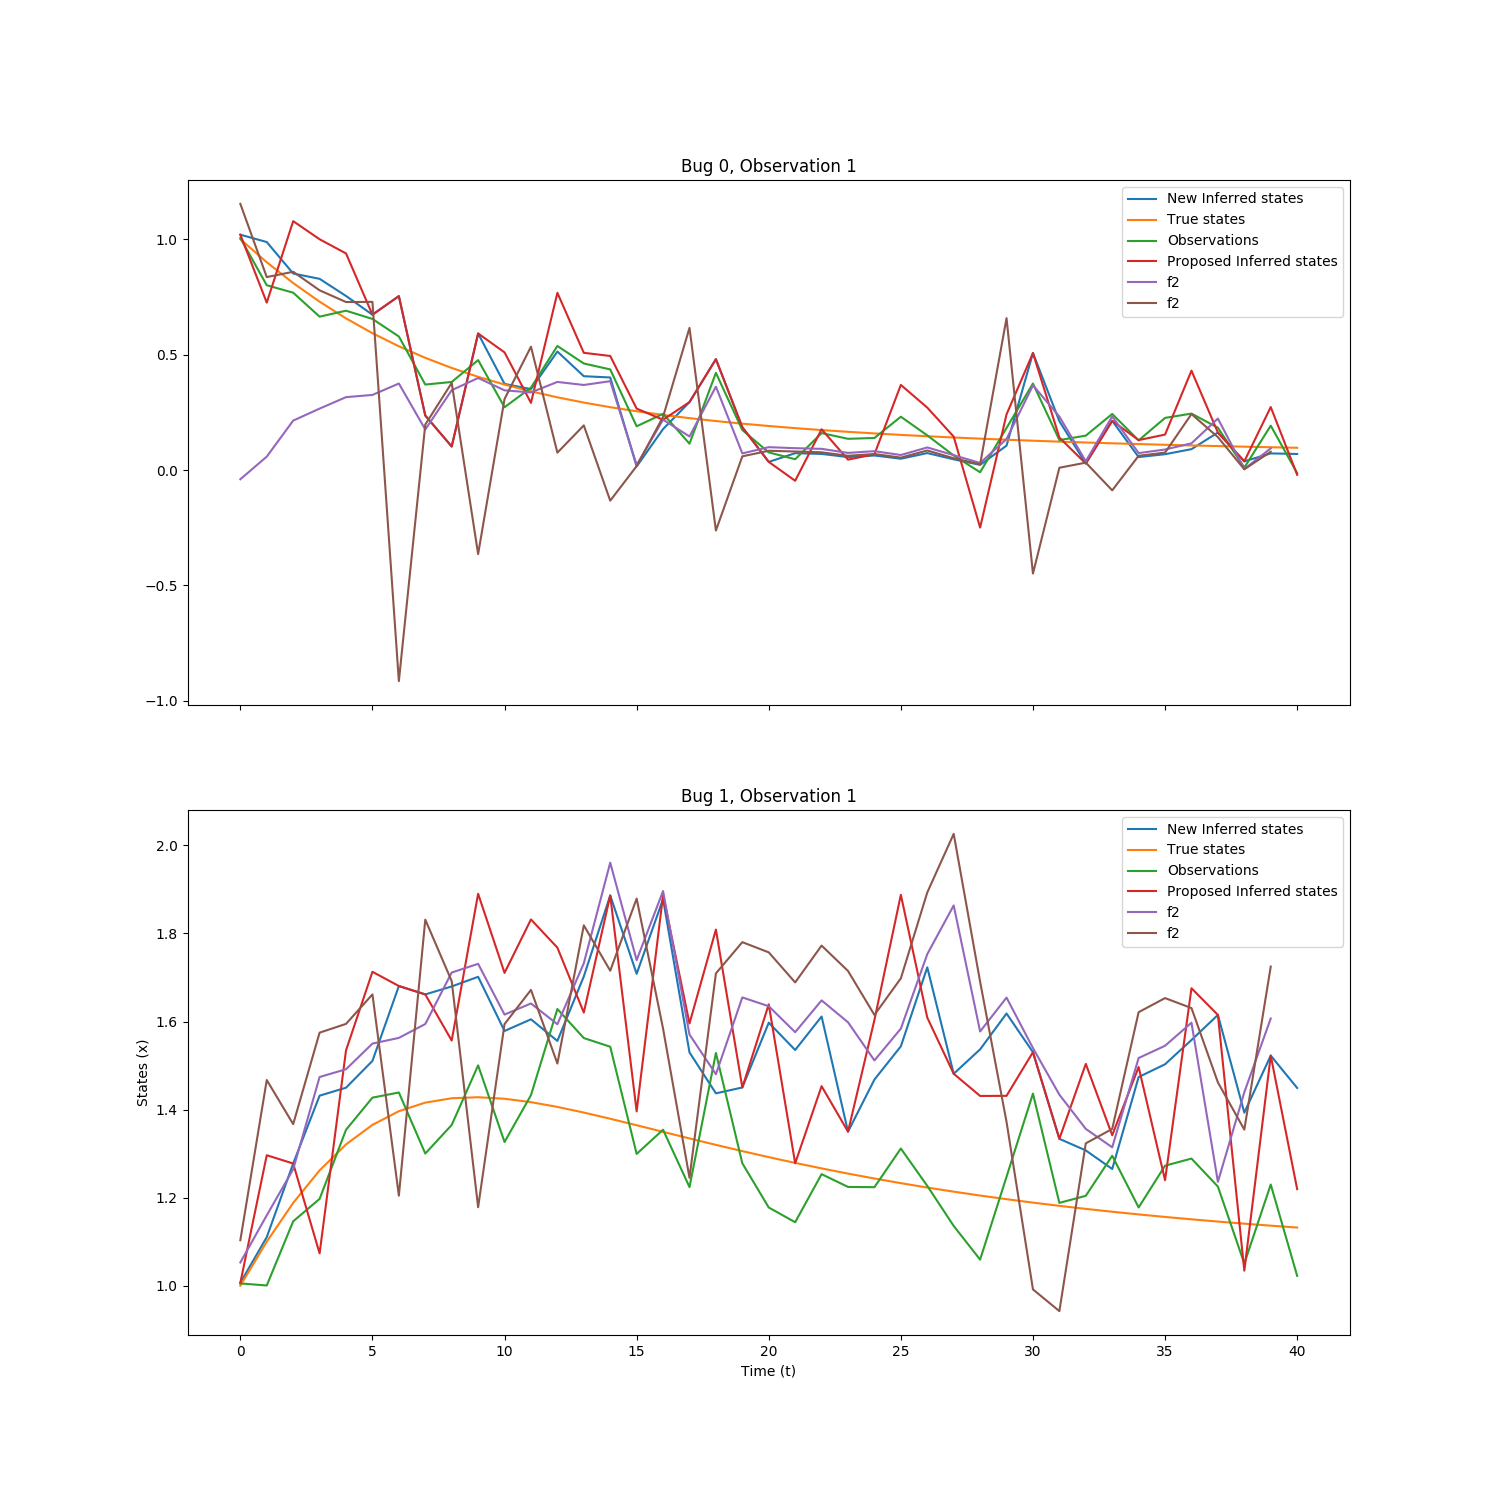 Bug 0, Observation 1
New Inferred states
True states
Observations
Proposed Inferred states
f2
f2
1.0
0.5
0.0
−0.5
−1.0
Bug 1, Observation 1
New Inferred states
True states
Observations
Proposed Inferred states
f2
f2
2.0
1.8
1.6
1.4
1.2
1.0
States (x)
0 5 10 15 20 25 30 35 40
Time (t)